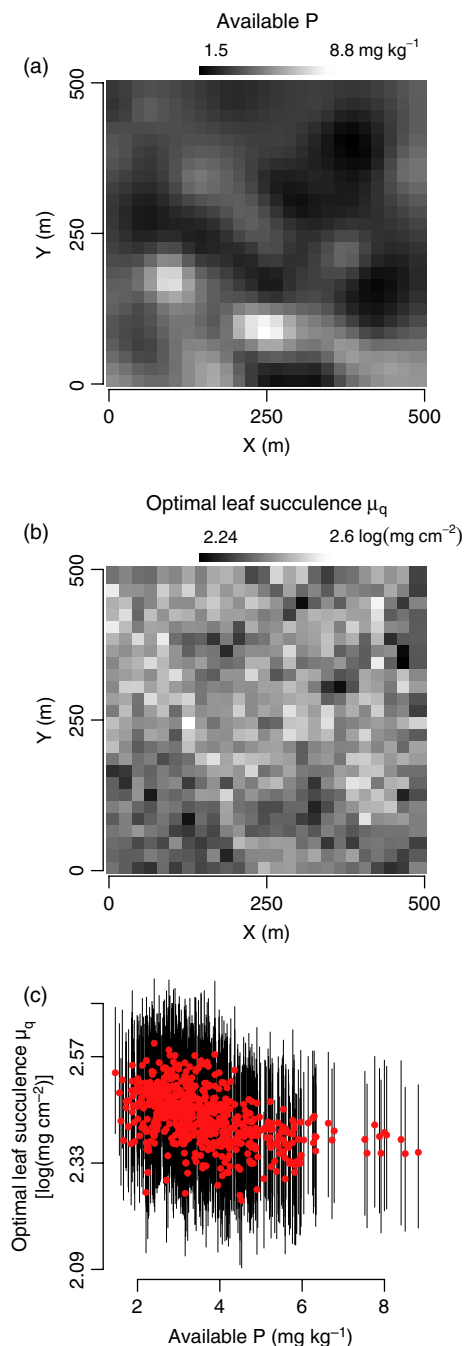 Available P
(a)
1.5
8.8 mg kg⁻¹
500
250
0
Y (m)
0
250
500
X (m)
Optimal leaf succulence μq
(b)
2.24
2.6 log(mg cm⁻²)
500
250
0
Y (m)
0
250
500
X (m)
(c)
Optimal leaf succulence μq
[log(mg cm⁻²)]
2.57
2.33
2.09
2
4
6
8
Available P (mg kg⁻¹)